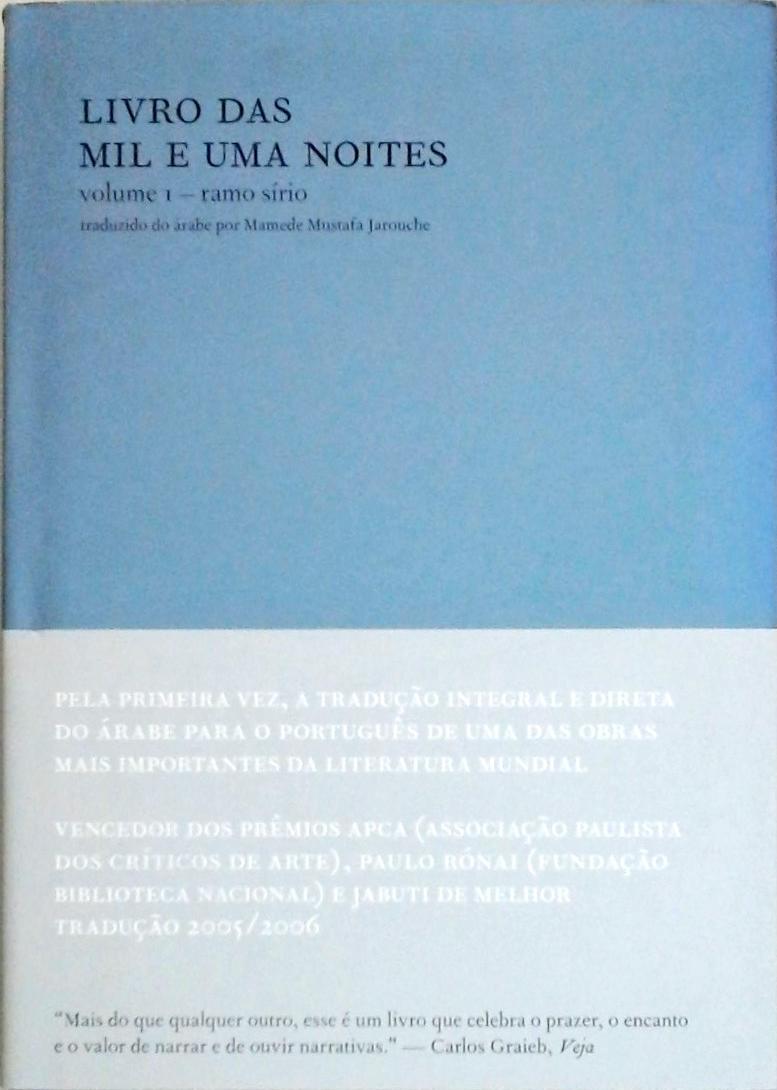 LIVRO DAS
MIL E UMA NOITES
volume 1 – ramo sírio
traduzido do árabe por Mamede Mustafa Jarouche
PELA PRIMEIRA VEZ, A TRADUÇÃO INTEGRAL E DIRETA
DO ÁRABE PARA O PORTUGUÊS DE UMA DAS OBRAS
MAIS IMPORTANTES DA LITERATURA MUNDIAL
VENCEDOR DOS PRÊMIOS APCA (ASSOCIAÇÃO PAULISTA
DOS CRÍTICOS DE ARTE), PAULO RÓNAI (FUNDAÇÃO
BIBLIOTECA NACIONAL) E JABUTI DE MELHOR
TRADUÇÃO 2005/2006
“Mais do que qualquer outro, esse é um livro que celebra o prazer, o encanto
e o valor de narrar e de ouvir narrativas.” — Carlos Graieb, Veja